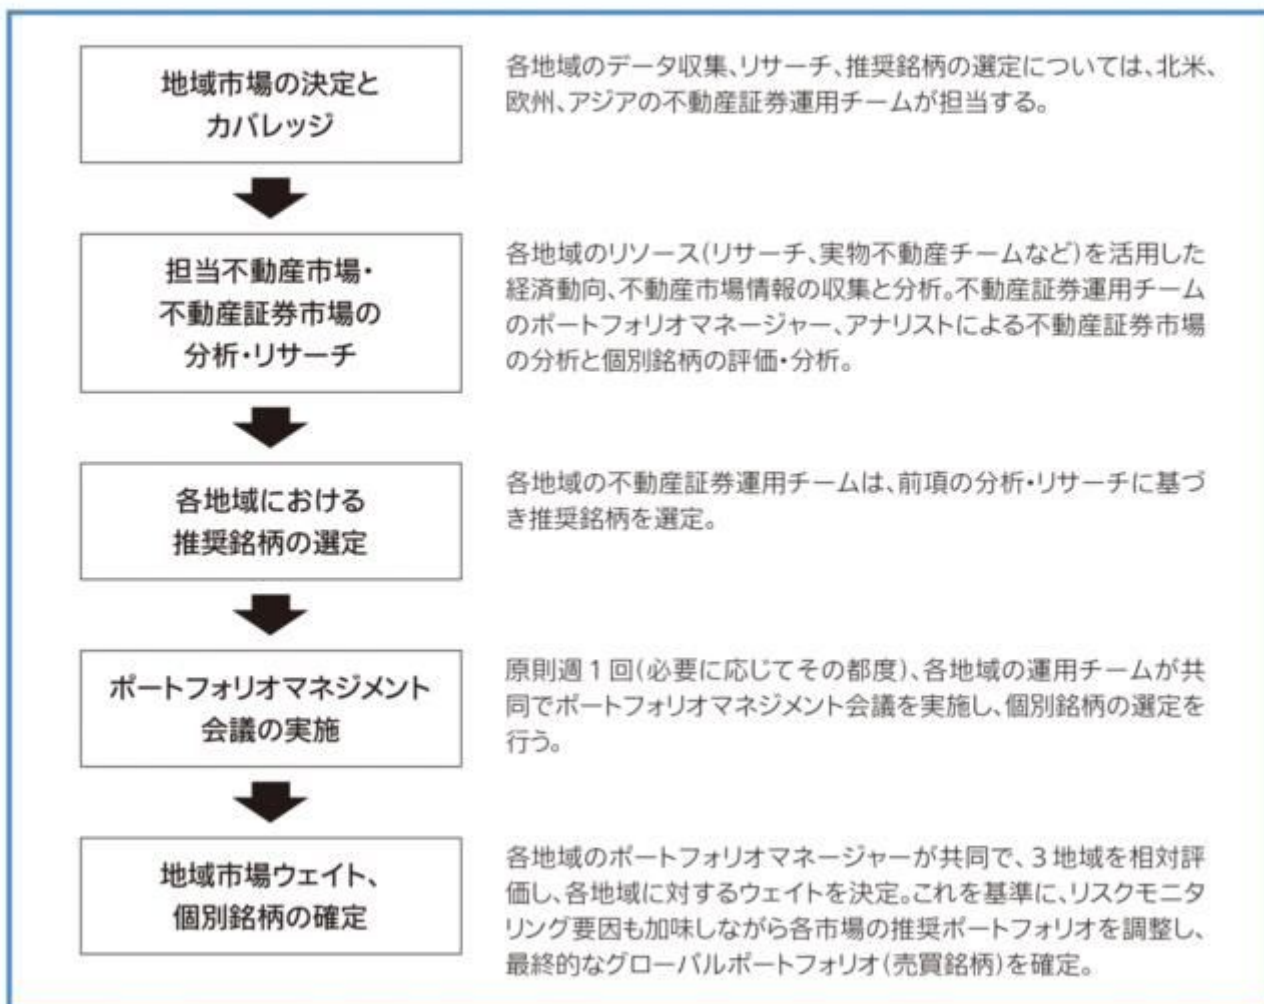 地域市場の決定と
カバレッジ
各地域のデータ収集、リサーチ、推奨銘柄の選定については、北米、
欧州、アジアの不動産証券運用チームが担当する。
担当不動産市場・
不動産証券市場の
分析・リサーチ
各地域のリソース(リサーチ、実物不動産チームなど)を活用した
経済動向、不動産市場情報の収集と分析。不動産証券運用チーム
のポートフォリオマネージャー、アナリストによる不動産証券市場
の分析と個別銘柄の評価・分析。
各地域における
推奨銘柄の選定
各地域の不動産証券運用チームは、前項の分析・リサーチに基づ
き推奨銘柄を選定。
ポートフォリオマネジメント
会議の実施
原則週1回(必要に応じてその都度)、各地域の運用チームが共
同でポートフォリオマネジメント会議を実施し、個別銘柄の選定を
行う。
地域市場ウェイト、
個別銘柄の確定
各地域のポートフォリオマネージャーが共同で、3地域を相対評
価し、各地域に対するウェイトを決定。これを基準に、リスクモニタ
リング要因も加味しながら各市場の推奨ポートフォリオを調整し、
最終的なグローバルポートフォリオ(売買銘柄)を確定。